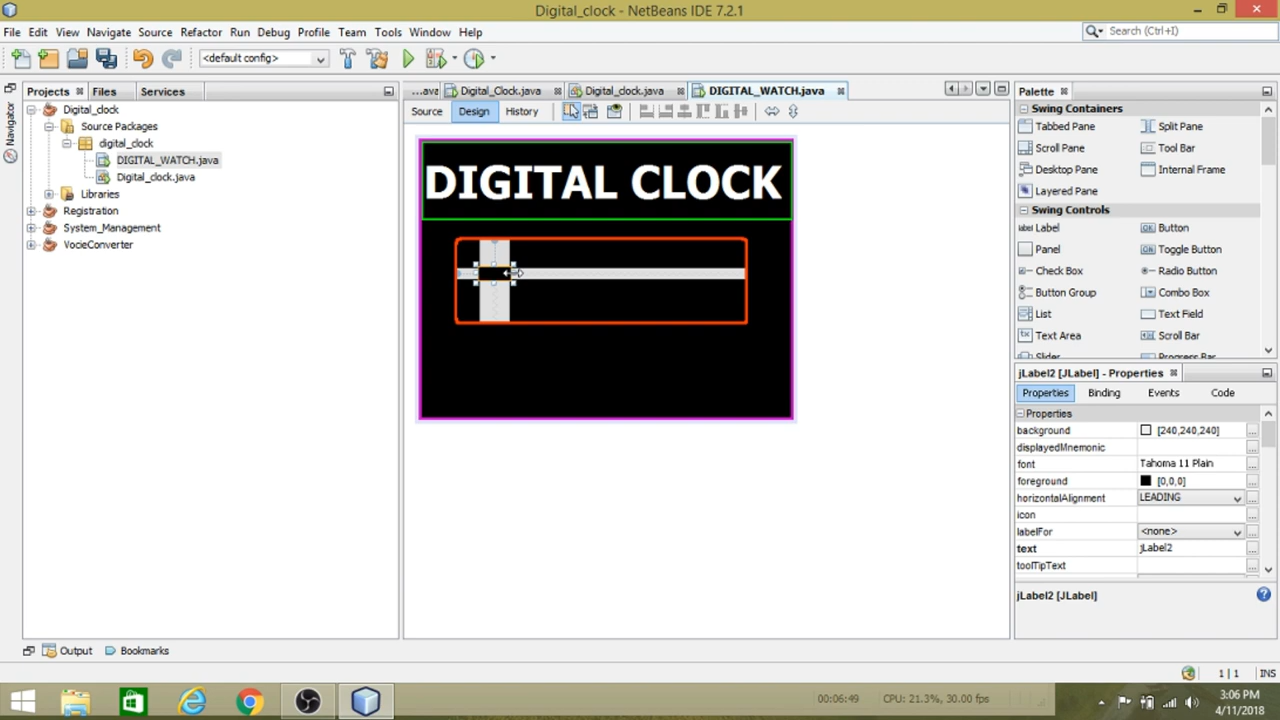 Digital_clock - NetBeans IDE 7.2.1
File Edit View Navigate Source Refactor Run Debug Profile Team Tools Window Help
Search (Ctrl+I)
<default config>
Projects Files Services
...ava Digital_Clock.java Digital_clock.java DIGITAL_WATCH.java
Palette
Navigator
Source Design History
Digital_clock
Source Packages
digital_clock
DIGITAL_WATCH.java
Digital_clock.java
Libraries
Registration
System_Management
VocieConverter
DIGITAL CLOCK
Swing Containers
Tabbed Pane Split Pane
Scroll Pane Tool Bar
Desktop Pane Internal Frame
Layered Pane
Swing Controls
Label Button
Panel Toggle Button
Check Box Radio Button
Button Group Combo Box
List Text Field
Text Area Scroll Bar
Slider Progress Bar
jLabel2 [JLabel] - Properties
Properties Binding Events Code
Properties
background [240,240,240]
displayedMnemonic
font Tahoma 11 Plain
foreground [0,0,0]
horizontalAlignment LEADING
icon
labelFor <none>
text jLabel2
toolTipText
jLabel2 [JLabel]
Output Bookmarks
1 | 1 INS
00:06:49 CPU: 21.3%, 30.00 fps
3:06 PM
4/11/2018